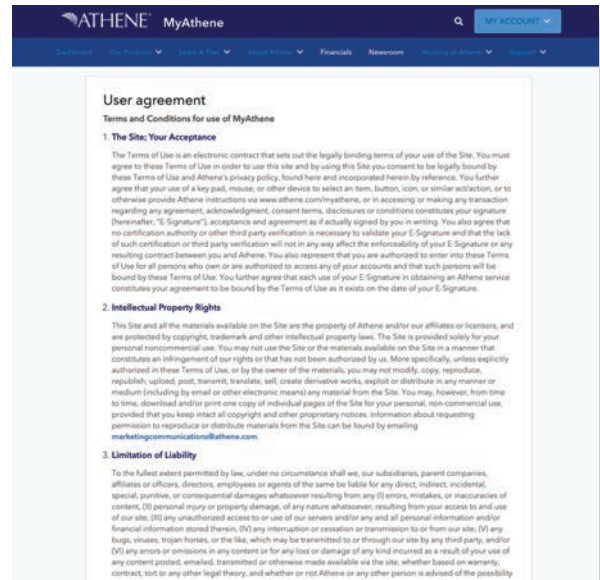 ATHENE MyAthene MY ACCOUNT
Dashboard Our Products Learn & Plan About Athene Financials Newsroom Working at Athene Support
User agreement
Terms and Conditions for use of MyAthene
1. The Site; Your Acceptance
The Terms of Use is an electronic contract that sets out the legally binding terms of your use of the Site. You must
agree to these Terms of Use in order to use this site and by using this Site you consent to be legally bound by
these Terms of Use and Athene's privacy policy, found here and incorporated herein by reference. You further
agree that your use of a key pad, mouse, or other device to select an item, button, icon, or similar act/action, or to
otherwise provide Athene instructions via www.athene.com/myathene, or in accessing or making any transaction
regarding any agreement, acknowledgment, consent terms, disclosures or conditions constitutes your signature
(hereinafter, "E-Signature"), acceptance and agreement as if actually signed by you in writing. You also agree that
no certification authority or other third party verification is necessary to validate your E-Signature and that the lack
of such certification or third party verification will not in any way affect the enforceability of your E-Signature or any
resulting contract between you and Athene. You also represent that you are authorized to enter into these Terms
of Use for all persons who own or are authorized to access any of your accounts and that such persons will be
bound by these Terms of Use. You further agree that each use of your E-Signature in obtaining an Athene service
constitutes your agreement to be bound by the Terms of Use as it exists on the date of your E-Signature.
2. Intellectual Property Rights
This Site and all the materials available on the Site are the property of Athene and/or our affiliates or licensors, and
are protected by copyright, trademark and other intellectual property laws. The Site is provided solely for your
personal noncommercial use. You may not use the Site or the materials available on the Site in a manner that
constitutes an infringement of our rights or that has not been authorized by us. More specifically, unless explicitly
authorized in these Terms of Use, or by the owner of the materials, you may not modify, copy, reproduce,
republish, upload, post, transmit, translate, sell, create derivative works, exploit or distribute in any manner or
medium (including by email or other electronic means) any material from the Site. You may, however, from time
to time, download and/or print one copy of individual pages of the Site for your personal, non-commercial use,
provided that you keep intact all copyright and other proprietary notices. Information about requesting
permission to reproduce or distribute materials from the Site can be found by emailing
marketingcommunications@athene.com.
3. Limitation of Liability
To the fullest extent permitted by law, under no circumstance shall we, our subsidiaries, parent companies,
affiliates or officers, directors, employees or agents of the same be liable for any direct, indirect, incidental,
special, punitive, or consequential damages whatsoever resulting from any (I) errors, mistakes, or inaccuracies of
content, (II) personal injury or property damage, of any nature whatsoever, resulting from your access to and use
of our site, (III) any unauthorized access to or use of our servers and/or any and all personal information and/or
financial information stored therein, (IV) any interruption or cessation or transmission to or from our site; (V) any
bugs, viruses, trojan horses, or the like, which may be transmitted to or through our site by any third party, and/or
(VI) any errors or omissions in any content or for any loss or damage of any kind incurred as a result of your use of
any content posted, emailed, transmitted or otherwise made available via the site, whether based on warranty,
contract, tort or any other legal theory, and whether or not Athene or any other person is advised of the possibility